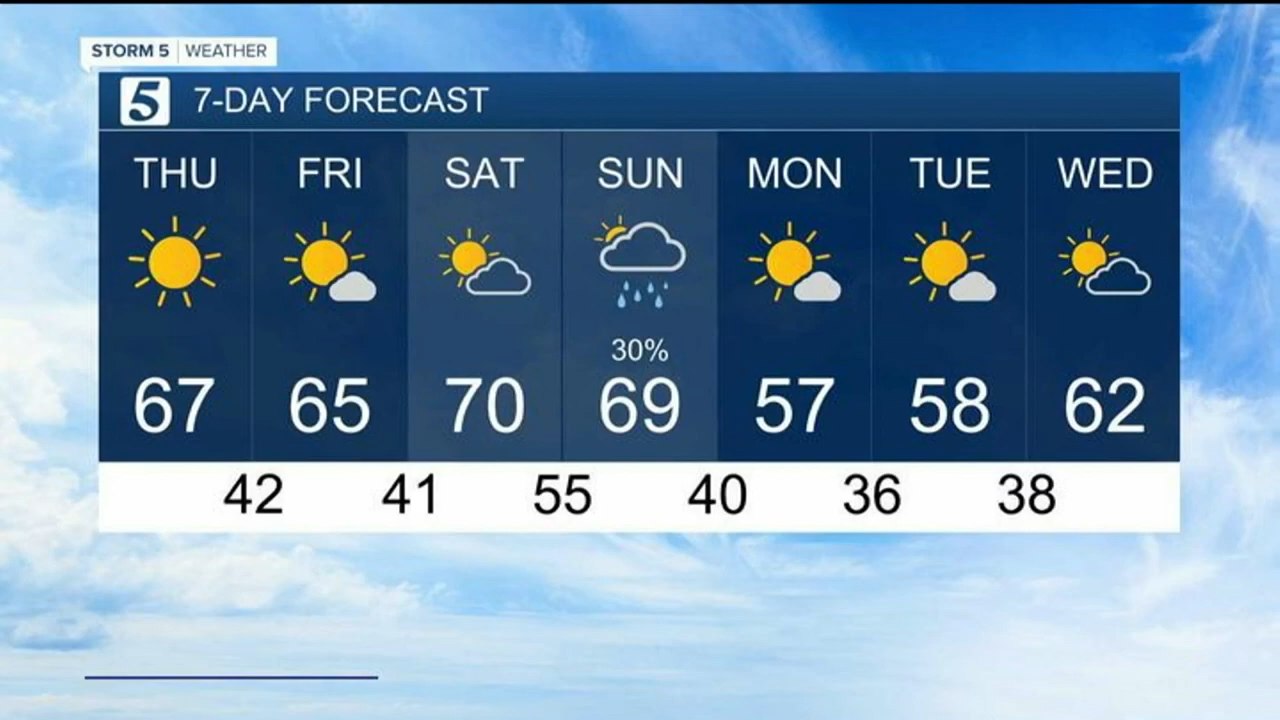 STORM 5 WEATHER
5 7-DAY FORECAST
THU FRI SAT SUN MON TUE WED
30%
67 65 70 69 57 58 62
42 41 55 40 36 38